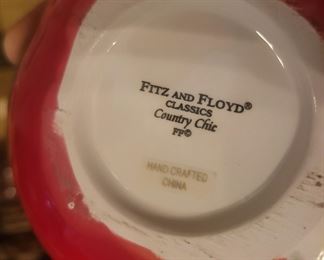 FITZ AND FLOYD®
CLASSICS
Country Chic
FF©
HAND CRAFTED
CHINA